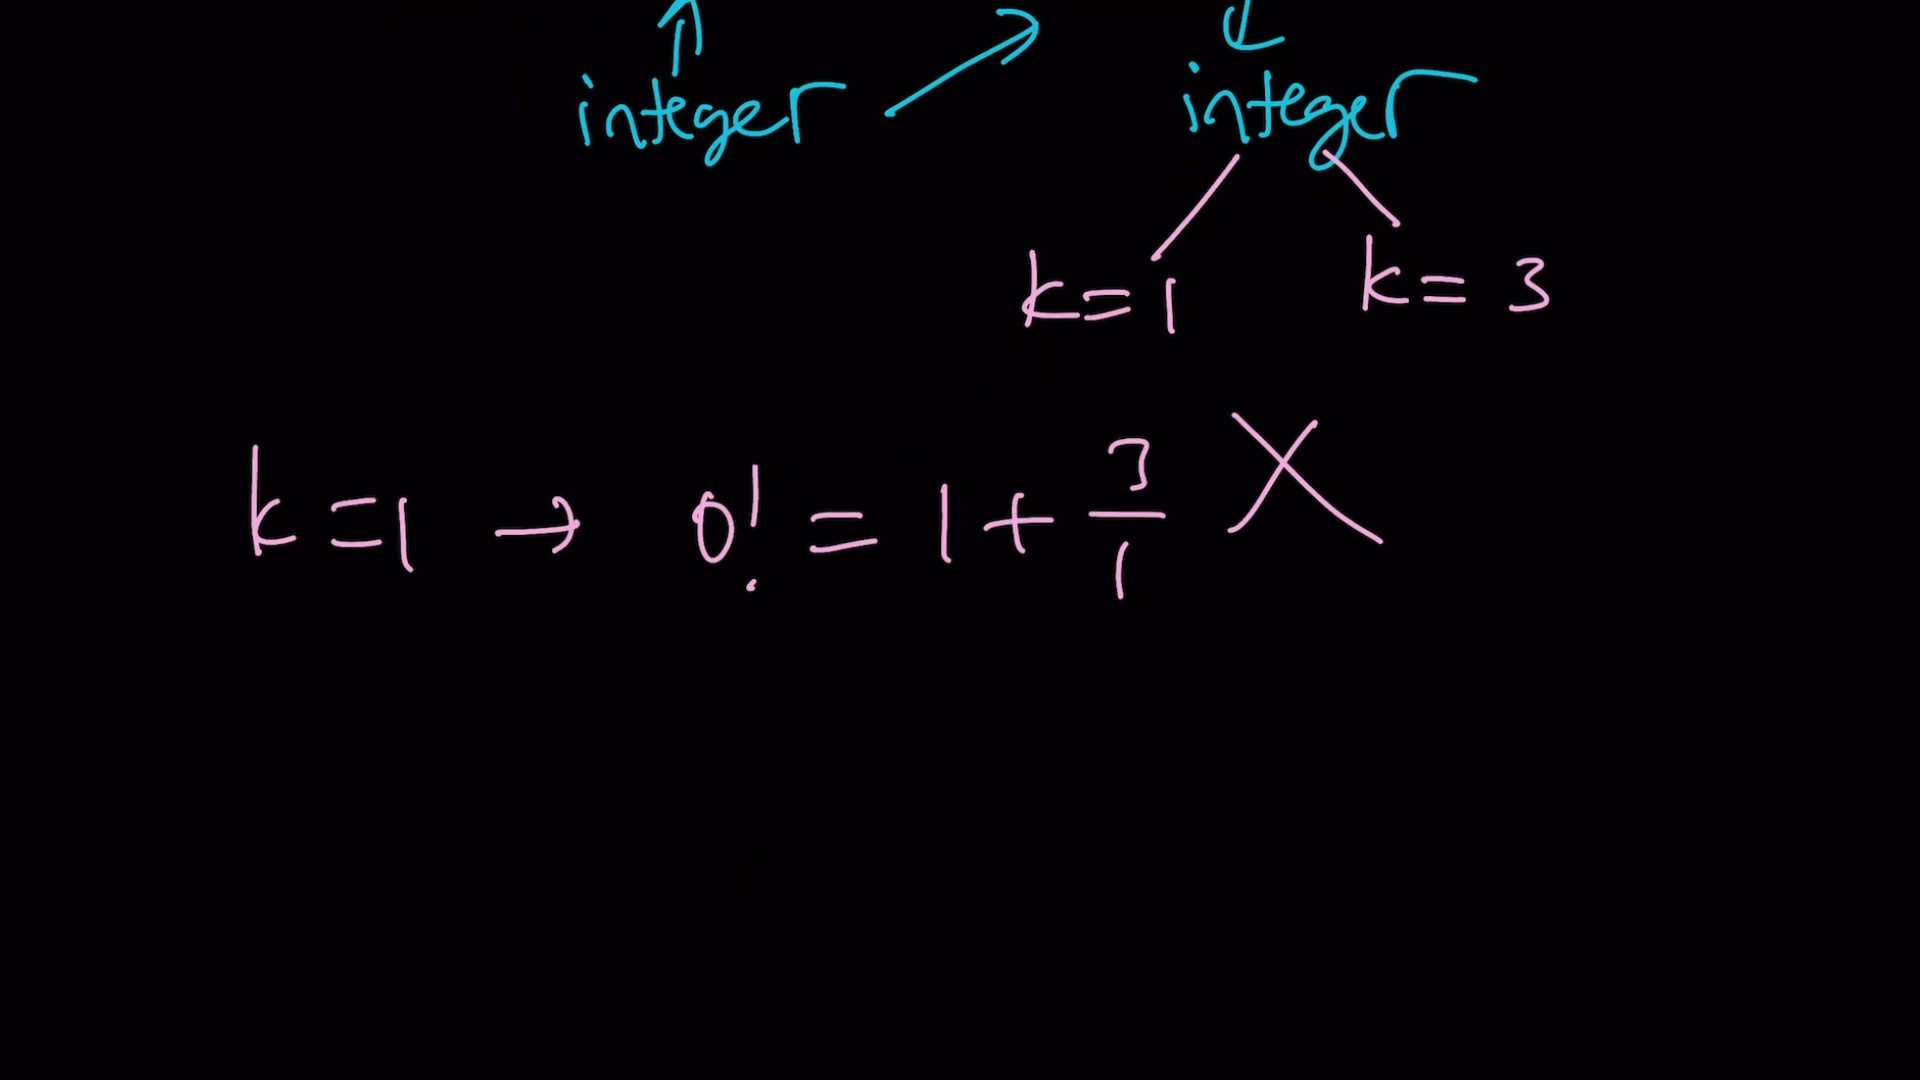 integer → integer
k=1 k=3
k=1 → 0! = 1 + 3/1 X